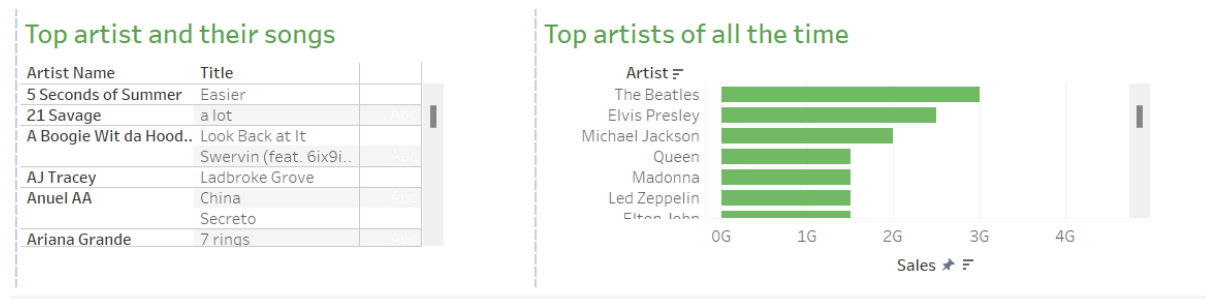 Top artist and their songs
Artist Name Title
5 Seconds of Summer Easier
21 Savage a lot
A Boogie Wit da Hood.. Look Back at It
Swervin (feat. 6ix9i..
AJ Tracey Ladbroke Grove
Anuel AA China
Secreto
Ariana Grande 7 rings
Top artists of all the time
Artist
The Beatles
Elvis Presley
Michael Jackson
Queen
Madonna
Led Zeppelin
Elton John
0G 1G 2G 3G 4G
Sales